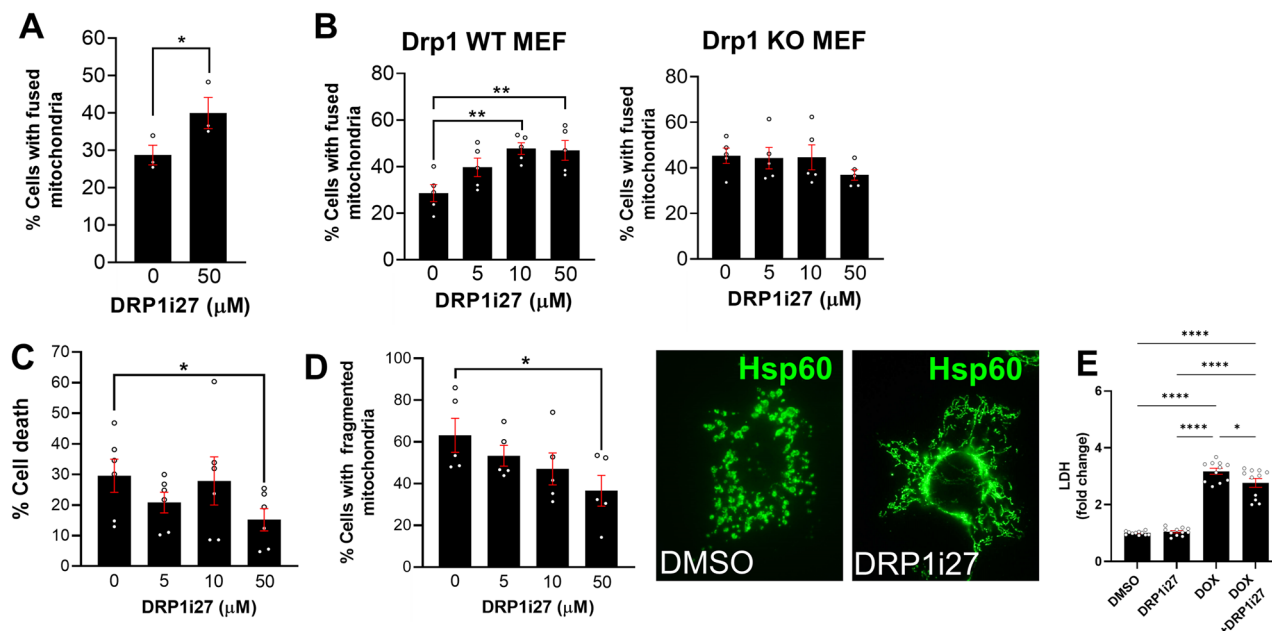 A
% Cells with fused
mitochondria
60
50
40
30
20
10
0
*
0 50
DRP1i27 (μM)
B
Drp1 WT MEF
% Cells with fused
mitochondria
80
60
40
20
0
**
**
0 5 10 50
DRP1i27 (μM)
Drp1 KO MEF
% Cells with fused
mitochondria
80
60
40
20
0
0 5 10 50
DRP1i27 (μM)
C
% Cell death
70
60
50
40
30
20
10
0
*
0 5 10 50
DRP1i27 (μM)
D
% Cells with fragmented
mitochondria
100
80
60
40
20
0
*
0 5 10 50
DRP1i27 (μM)
Hsp60
DMSO
Hsp60
DRP1i27
E
LDH
(fold change)
6
4
2
0
****
****
****
**** *
DMSO
DRP1i27
DOX
DOX
+DRP1i27